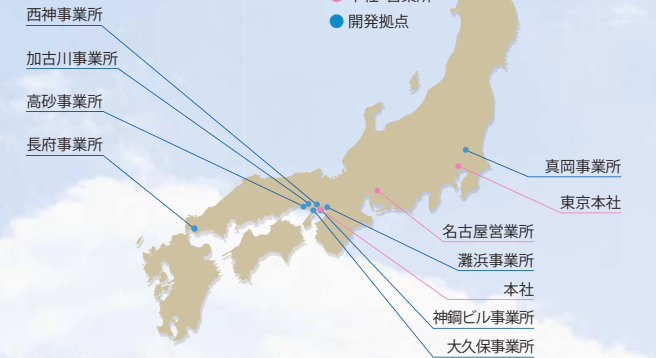 西神事業所
開発拠点
加古川事業所
高砂事業所
長府事業所
真岡事業所
東京本社
名古屋営業所
灘浜事業所
本社
神鋼ビル事業所
大久保事業所